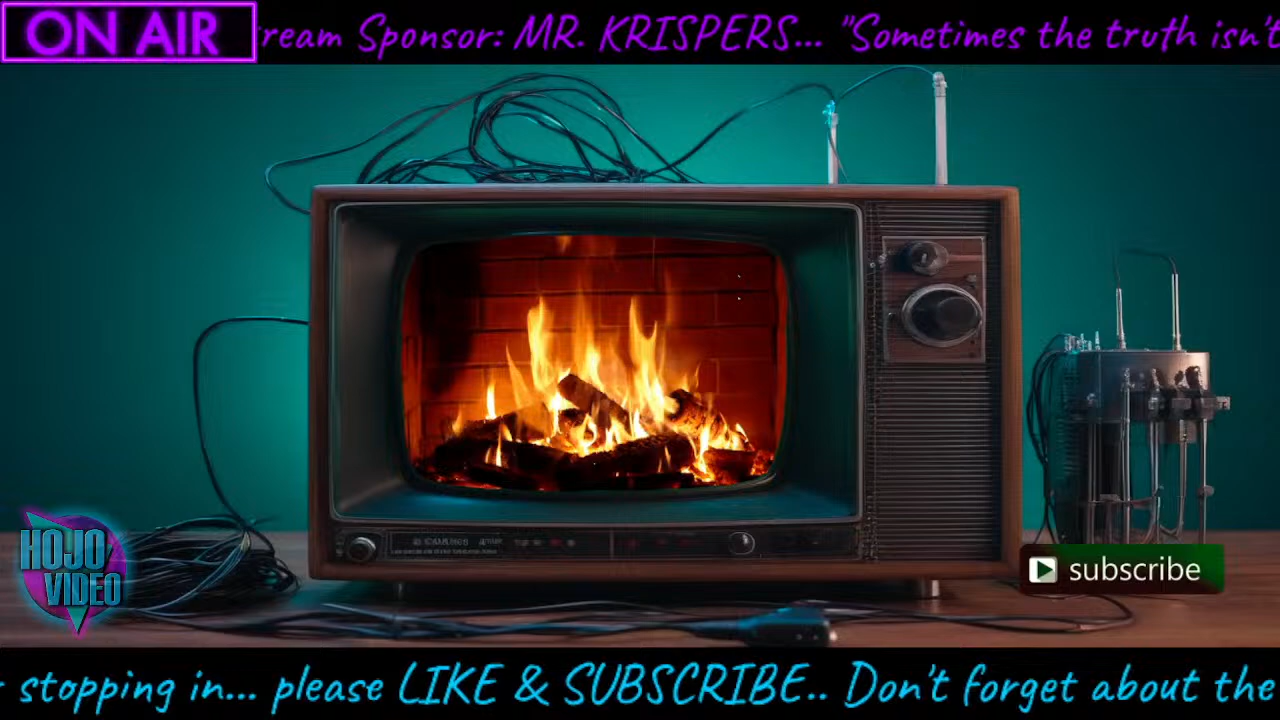 ON AIR
ream Sponsor: MR. KRISPERS... "Sometimes the truth isn't
HOJO
VIDEO
subscribe
stopping in... please LIKE & SUBSCRIBE.. Don't forget about the